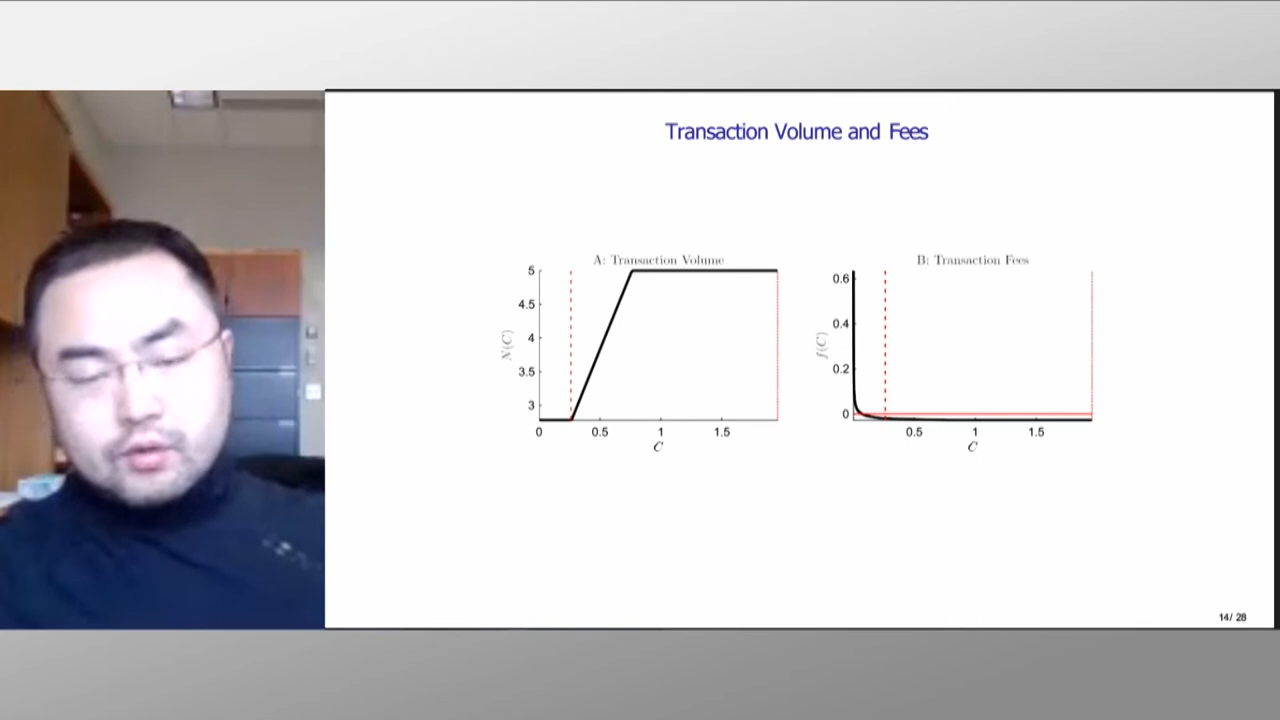 Transaction Volume and Fees
A: Transaction Volume
5
4.5
4
3.5
3
N(C)
0
0.5
1
1.5
C
B: Transaction Fees
0.6
0.4
0.2
0
f(C)
0.5
1
1.5
C
14/ 28